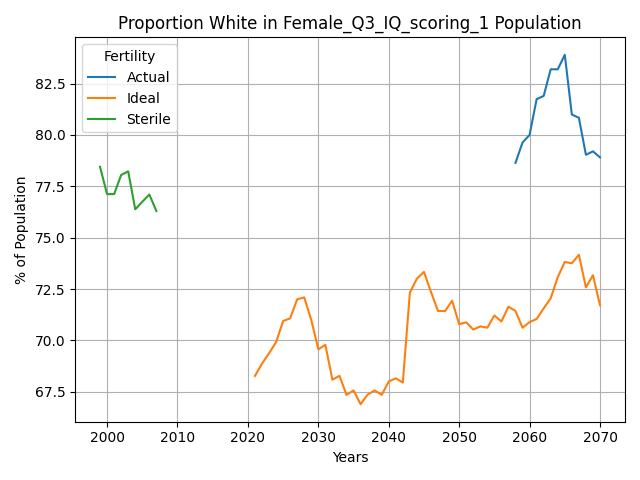 Proportion White in Female_Q3_IQ_scoring_1 Population
Fertility
Actual
Ideal
Sterile
% of Population
82.5
80.0
77.5
75.0
72.5
70.0
67.5
2000 2010 2020 2030 2040 2050 2060 2070
Years